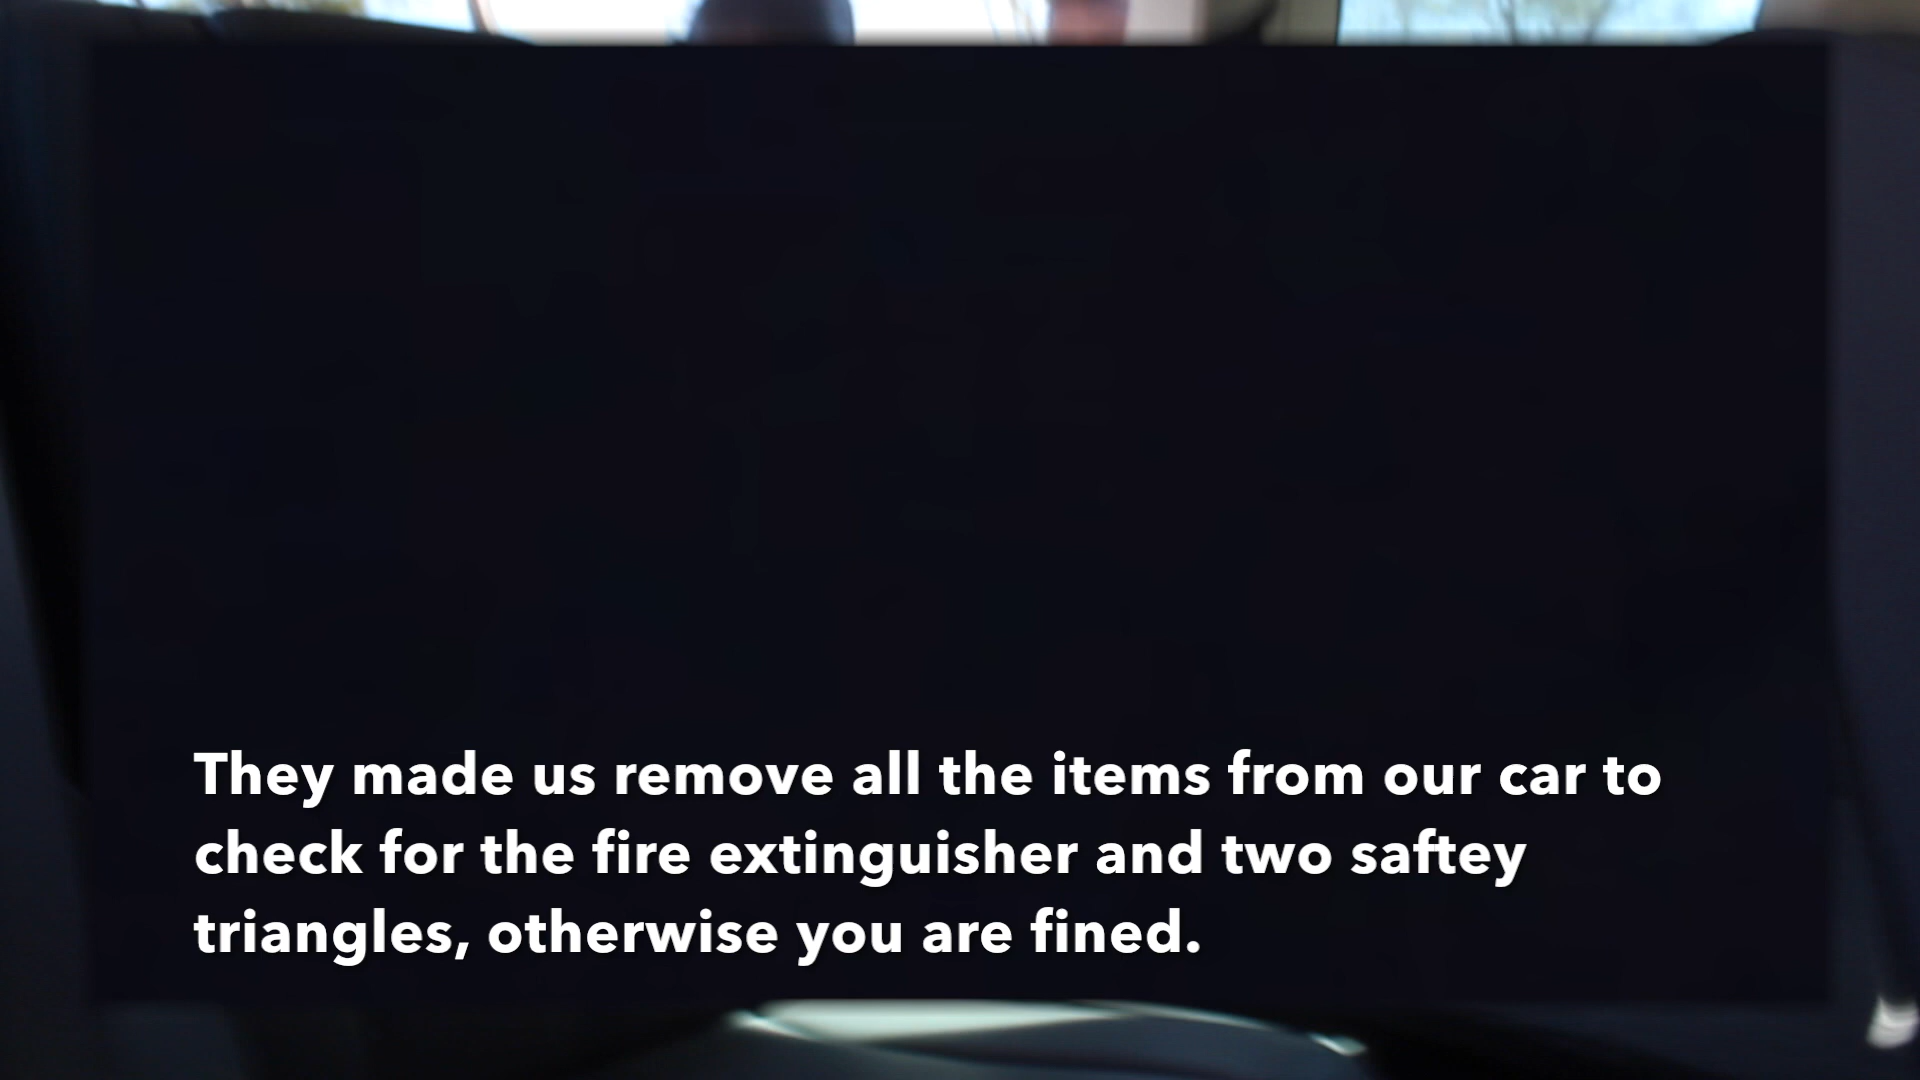 They made us remove all the items from our car to
check for the fire extinguisher and two saftey
triangles, otherwise you are fined.